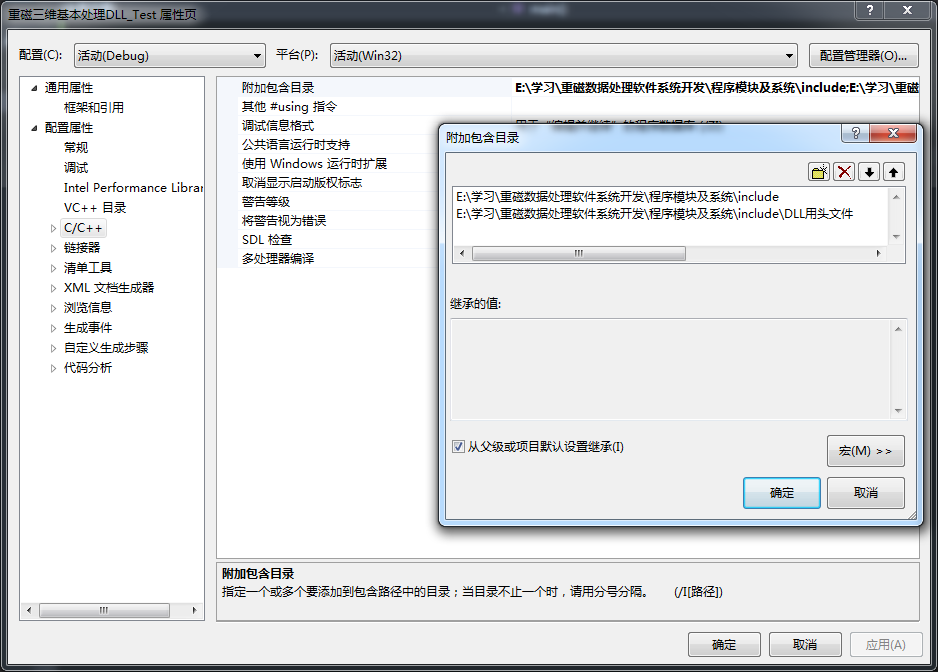 重磁三维基本处理DLL_Test 属性页
配置(C):
活动(Debug)
平台(P):
活动(Win32)
配置管理器(O)...
通用属性
框架和引用
配置属性
常规
调试
Intel Performance Librar
VC++ 目录
C/C++
链接器
清单工具
XML 文档生成器
浏览信息
生成事件
自定义生成步骤
代码分析
附加包含目录
E:\学习\重磁数据处理软件系统开发\程序模块及系统\include;E:\学习\重磁
其他 #using 指令
调试信息格式
公共语言运行时支持
使用 Windows 运行时扩展
取消显示启动版权标志
警告等级
将警告视为错误
SDL 检查
多处理器编译
附加包含目录
E:\学习\重磁数据处理软件系统开发\程序模块及系统\include
E:\学习\重磁数据处理软件系统开发\程序模块及系统\include\DLL用头文件
继承的值:
从父级或项目默认设置继承(I)
宏(M) >>
确定
取消
附加包含目录
指定一个或多个要添加到包含路径中的目录；当目录不止一个时，请用分号分隔。 (/I[路径])
确定
取消
应用(A)